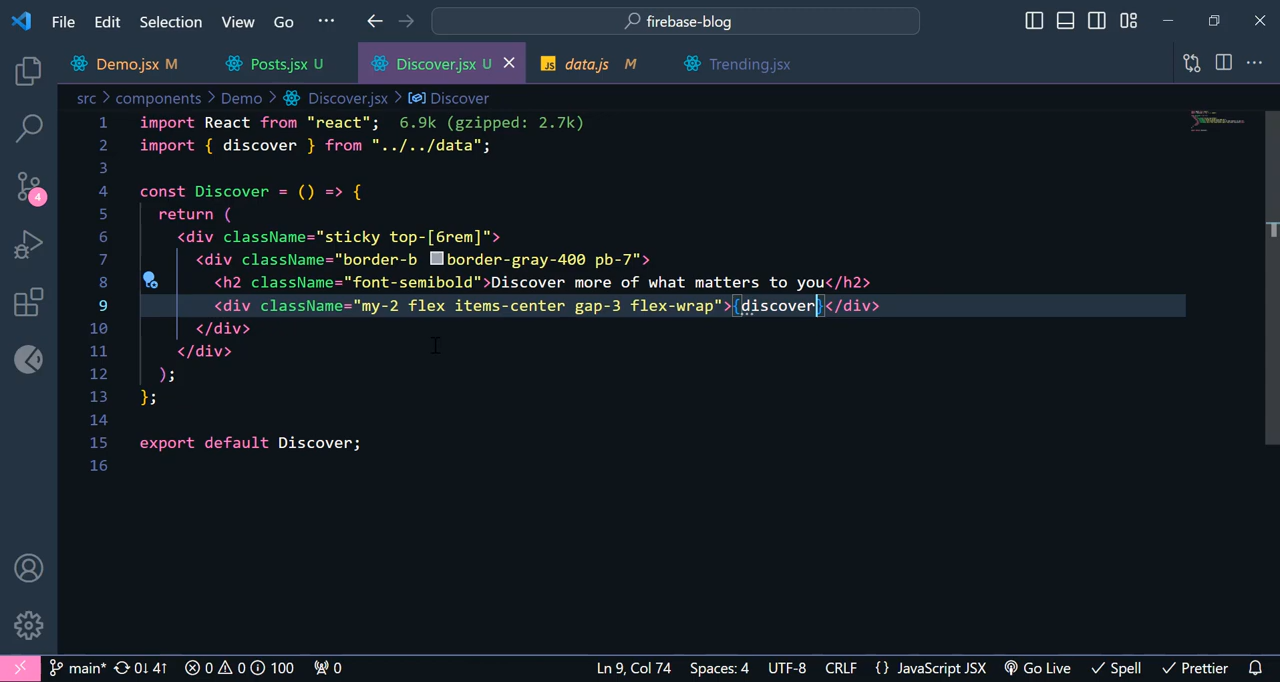 File Edit Selection View Go ··· firebase-blog
Demo.jsx M Posts.jsx U Discover.jsx U JS data.js M Trending.jsx
src > components > Demo > Discover.jsx > Discover
1 import React from "react"; 6.9k (gzipped: 2.7k)
2 import { discover } from "../../data";
3
4 const Discover = () => {
5 return (
6 <div className="sticky top-[6rem]">
7 <div className="border-b border-gray-400 pb-7">
8 <h2 className="font-semibold">Discover more of what matters to you</h2>
9 <div className="my-2 flex items-center gap-3 flex-wrap">{discover}</div>
10 </div>
11 </div>
12 );
13 };
14
15 export default Discover;
16
4
main* 0↓ 4↑ 0 0 100 0 Ln 9, Col 74 Spaces: 4 UTF-8 CRLF {} JavaScript JSX Go Live Spell Prettier